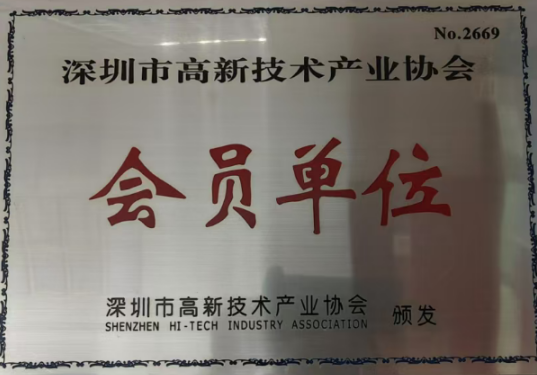 No.2669
深圳市高新技术产业协会
会员单位
深圳市高新技术产业协会 颁发
SHENZHEN HI-TECH INDUSTRY ASSOCIATION